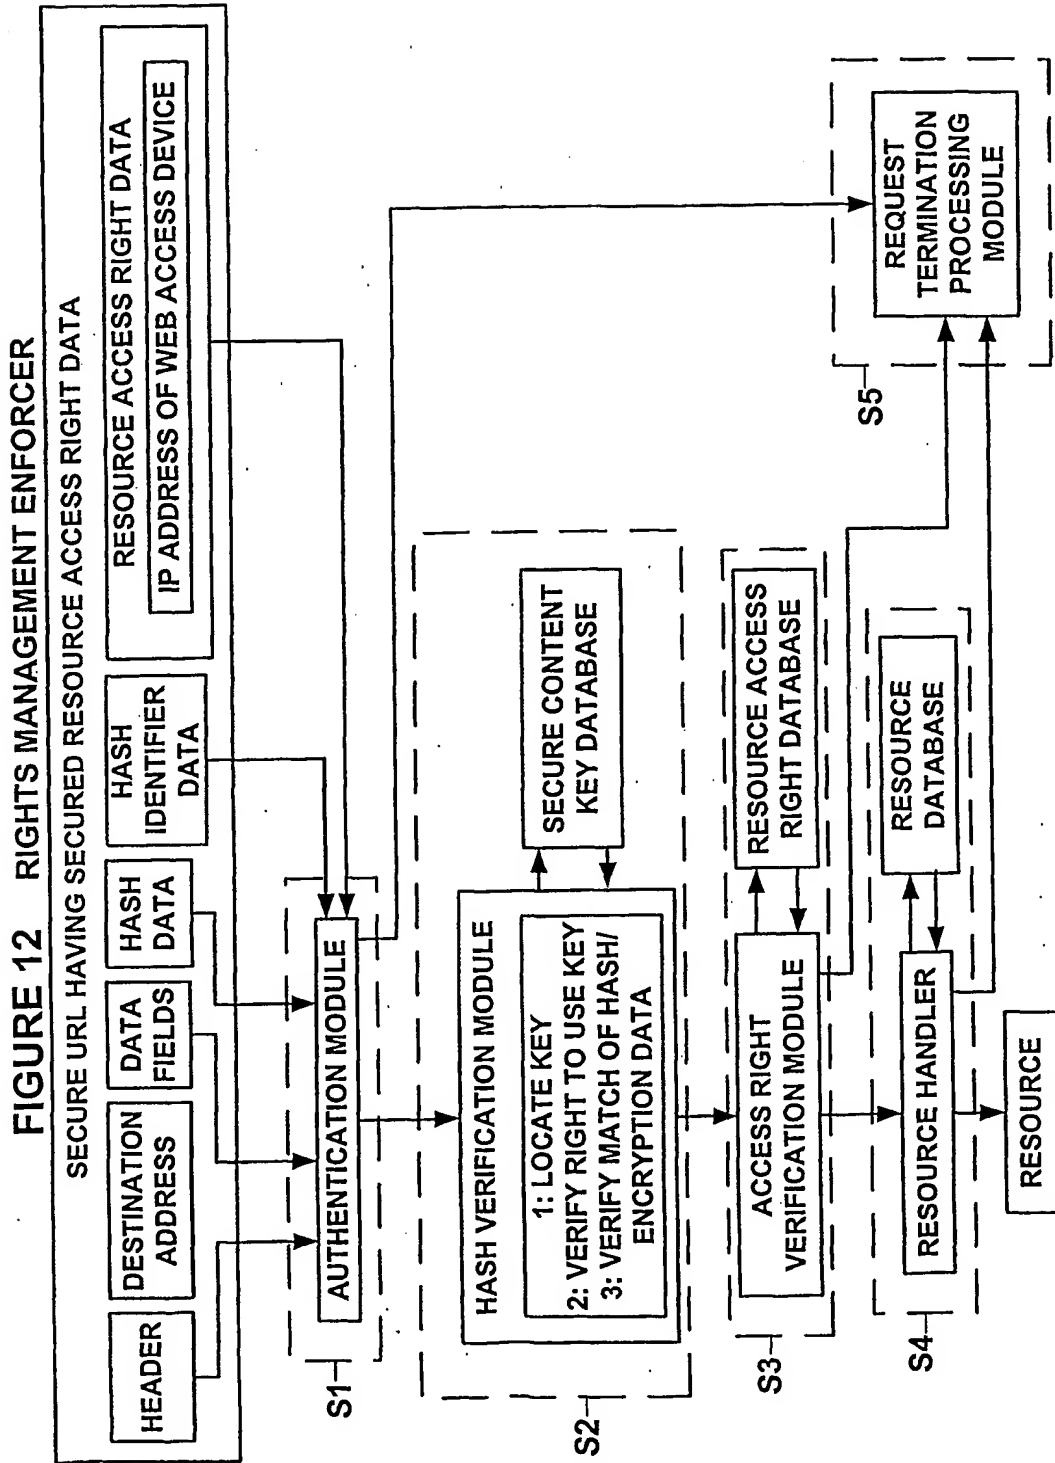 FIGURE 12 RIGHTS MANAGEMENT ENFORCER
SECURE URL HAVING SECURED RESOURCE ACCESS RIGHT DATA
HEADER
DESTINATION
ADDRESS
DATA
FIELDS
HASH
DATA
HASH
IDENTIFIER
DATA
RESOURCE ACCESS RIGHT DATA
IP ADDRESS OF WEB ACCESS DEVICE
S1
AUTHENTICATION MODULE
S2
HASH VERIFICATION MODULE
1: LOCATE KEY
2: VERIFY RIGHT TO USE KEY
3: VERIFY MATCH OF HASH/
ENCRYPTION DATA
SECURE CONTENT
KEY DATABASE
S3
ACCESS RIGHT
VERIFICATION MODULE
RESOURCE ACCESS
RIGHT DATABASE
S4
RESOURCE HANDLER
RESOURCE
DATABASE
RESOURCE
S5
REQUEST
TERMINATION
PROCESSING
MODULE